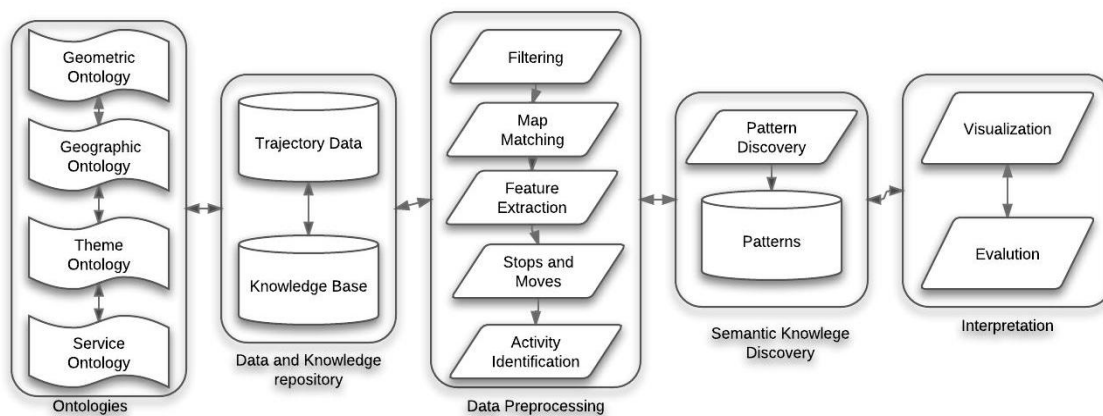 Geometric
Ontology
Geographic
Ontology
Theme
Ontology
Service
Ontology
Ontologies
Trajectory Data
Knowledge Base
Data and Knowledge
repository
Filtering
Map
Matching
Feature
Extraction
Stops and
Moves
Activity
Identification
Data Preprocessing
Pattern
Discovery
Patterns
Semantic Knowlege
Discovery
Visualization
Evalution
Interpretation